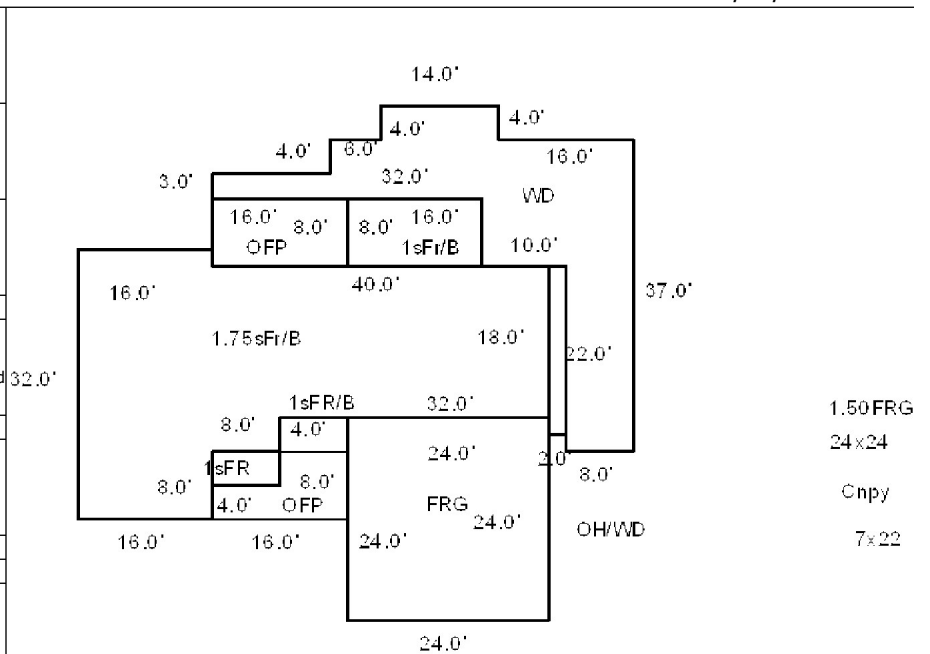 14.0'
4.0' 4.0'
4.0' 6.0' 16.0'
3.0' 32.0'
WD
16.0' 8.0' 8.0' 16.0'
OFP 1sFr/B 10.0'
16.0' 40.0' 37.0'
1.75sFr/B 18.0'
22.0'
d 32.0'
1sFR/B 32.0' 1.50 FRG
8.0' 4.0'
24.0' 24x24
1sFR 2.0' 8.0'
8.0' 8.0' Cnpy
4.0' OFP FRG 24.0' OH/WD
16.0' 16.0' 24.0' 7x22
24.0'